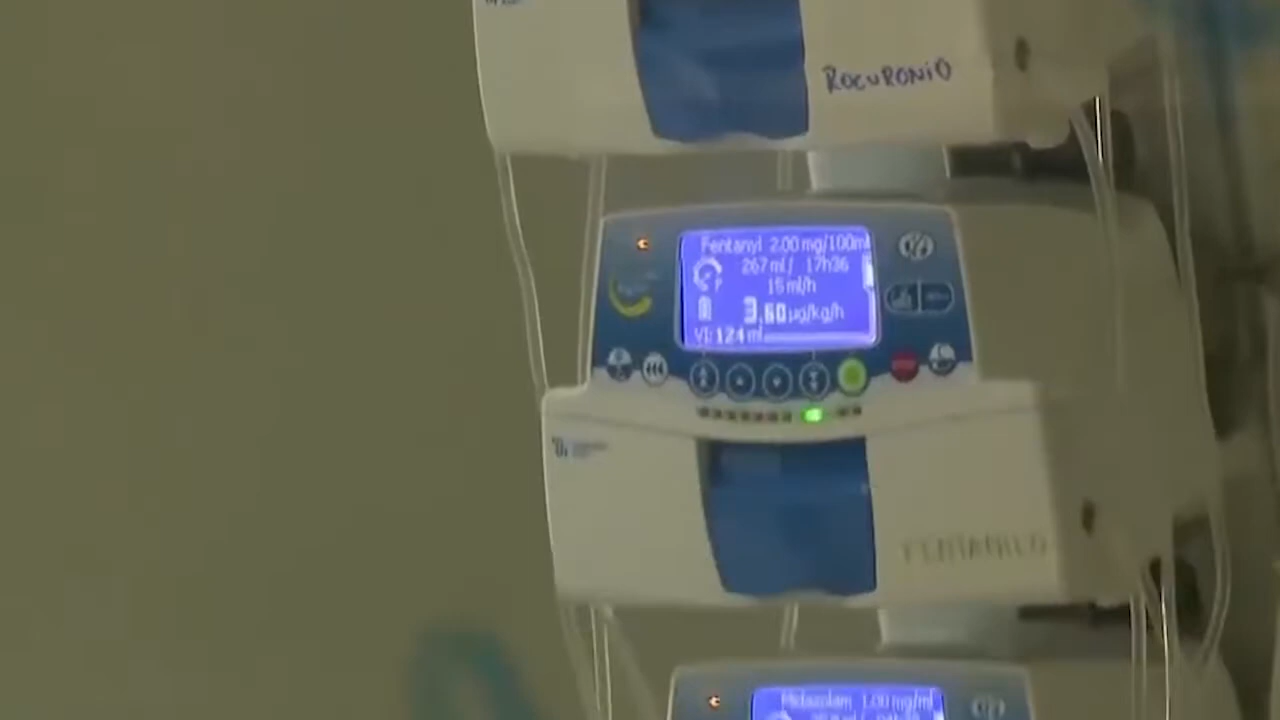 ROCURONIO
Fentanyl 2.00 mg/100ml
267 ml / 17h36
15 ml/h
3.60 µg/kg/h
VI: 124 ml
FENTANILO
Midazolam 1.00 mg/ml